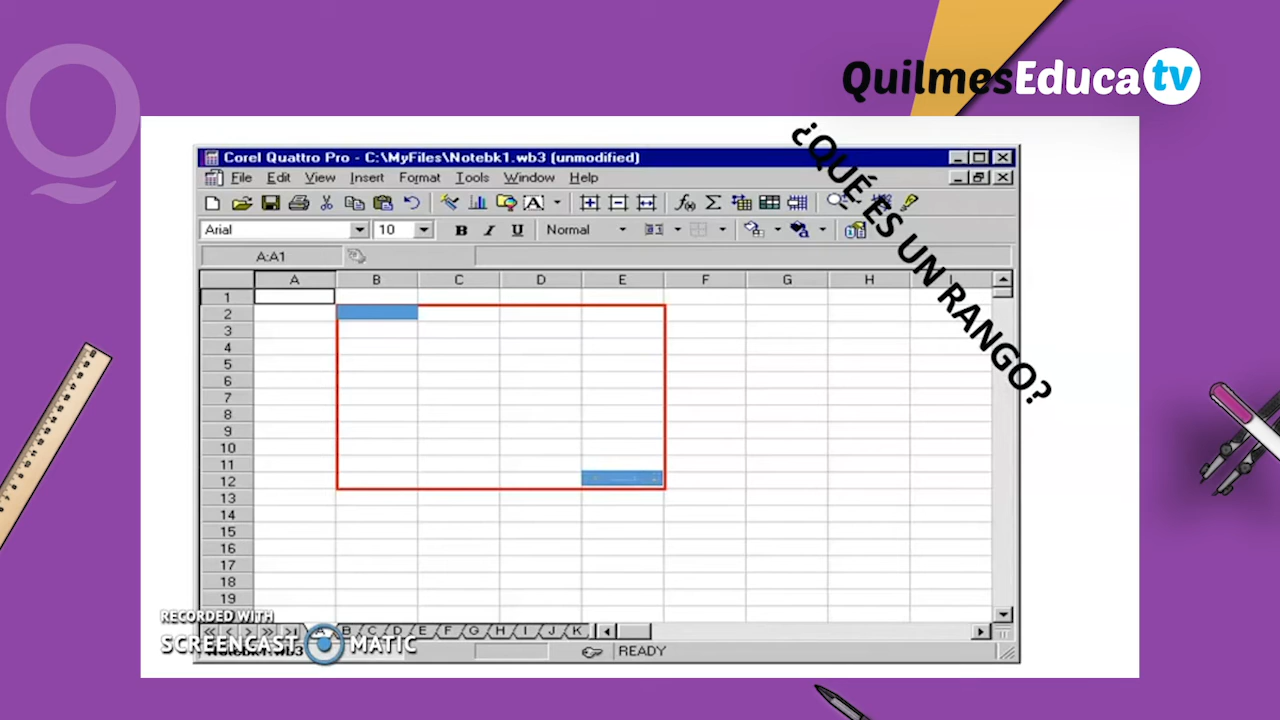 QuilmesEduca tv
¿QUÉ ES UN RANGO?
Corel Quattro Pro - C:\MyFiles\Notebk1.wb3 (unmodified)
File Edit View Insert Format Tools Window Help
Arial 10 B I U Normal
A:A1
A B C D E F G H
1
2
3
4
5
6
7
8
9
10
11
12
13
14
15
16
17
18
19
RECORDED WITH
A B C D E F G H I J K
SCREENCAST MATIC
Notebk1.wb3 READY